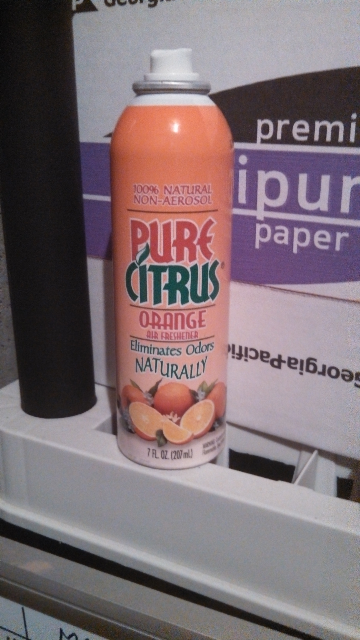 Georgia
premi
ipur
paper
Georgia-Pacific
100% NATURAL
NON-AEROSOL
PURE
CITRUS®
ORANGE
AIR FRESHENER
Eliminates Odors
NATURALLY
7 FL. OZ. (207mL)